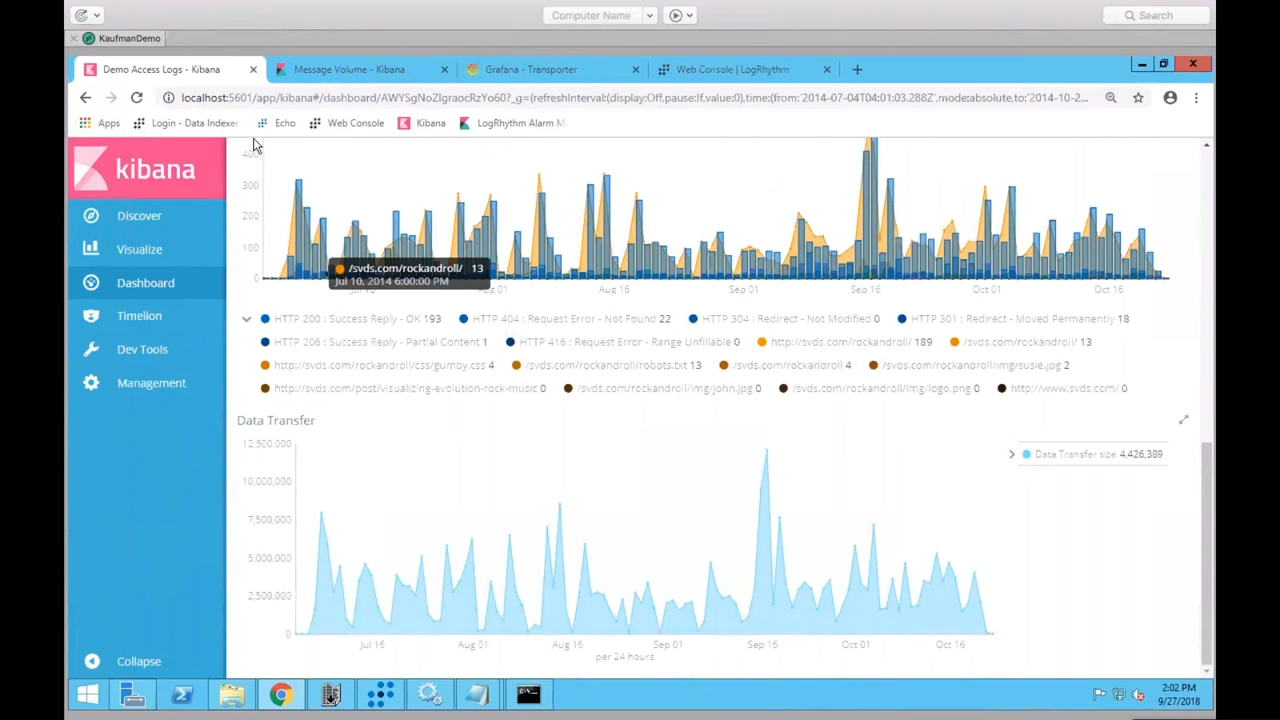 Computer Name
Search
KaufmanDemo
Demo Access Logs - Kibana
Message Volume - Kibana
Grafana - Transporter
Web Console | LogRhythm
localhost:5601/app/kibana#/dashboard/AWYSgNoZIgraocRzYo60?_g=(refreshInterval:(display:Off,pause:!f,value:0),time:(from:'2014-07-04T04:01:03.288Z',mode:absolute,to:'2014-10-2...
Apps
Login - Data Indexer
Echo
Web Console
Kibana
LogRhythm Alarm M
kibana
Discover
Visualize
Dashboard
Timelion
Dev Tools
Management
Collapse
400
300
200
100
0
/svds.com/rockandroll/ 13
Jul 10, 2014 6:00:00 PM
Aug 01
Aug 16
Sep 01
Sep 16
Oct 01
Oct 16
HTTP 200 : Success Reply - OK 193
HTTP 404 : Request Error - Not Found 22
HTTP 304 : Redirect - Not Modified 0
HTTP 301 : Redirect - Moved Permanently 18
HTTP 206 : Success Reply - Partial Content 1
HTTP 416 : Request Error - Range Unfillable 0
http://svds.com/rockandroll/ 189
/svds.com/rockandroll/ 13
http://svds.com/rockandroll/css/gumby.css 4
/svds.com/rockandroll/robots.txt 13
/svds.com/rockandroll 4
/svds.com/rockandroll/img/susie.jpg 2
http://svds.com/post/visualizing-evolution-rock-music 0
/svds.com/rockandroll/img/john.jpg 0
/svds.com/rockandroll/img/logo.png 0
http://www.svds.com/ 0
Data Transfer
12,500,000
10,000,000
7,500,000
5,000,000
2,500,000
0
Data Transfer size 4,426,389
Jul 16
Aug 01
Aug 16
Sep 01
Sep 16
Oct 01
Oct 16
per 24 hours
2:02 PM
9/27/2018